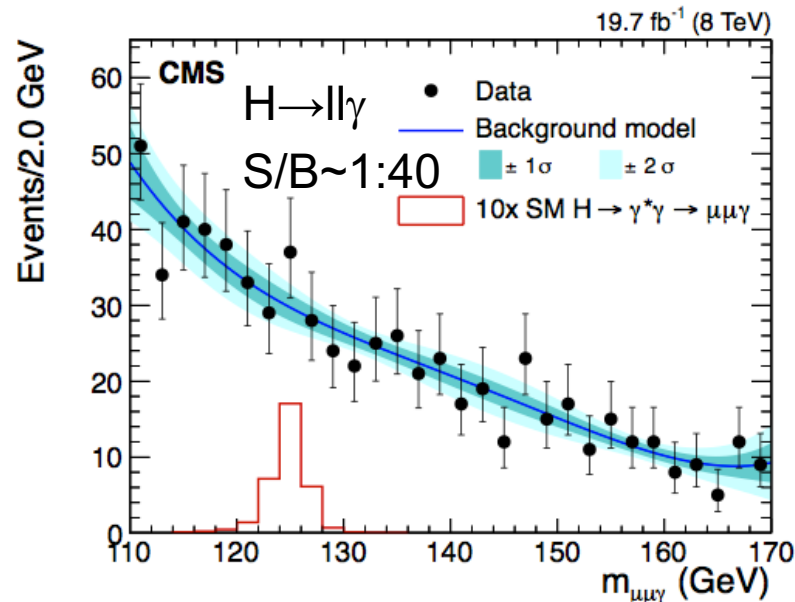 19.7 fb⁻¹ (8 TeV)
CMS
H→llγ
S/B~1:40
Data
Background model
± 1σ
± 2σ
10x SM H → γ*γ → μμγ
Events/2.0 GeV
60
50
40
30
20
10
0
110 120 130 140 150 160 170
m_μμγ (GeV)